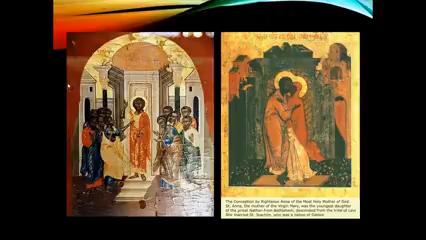 The Conception by Righteous Anna of the Most Holy Mother of God
St. Anna, the mother of the Virgin Mary, was the youngest daughter
of the priest Nathan from Bethlehem, descended from the tribe of Levi.
She married St. Joachim, who was a native of Galilee